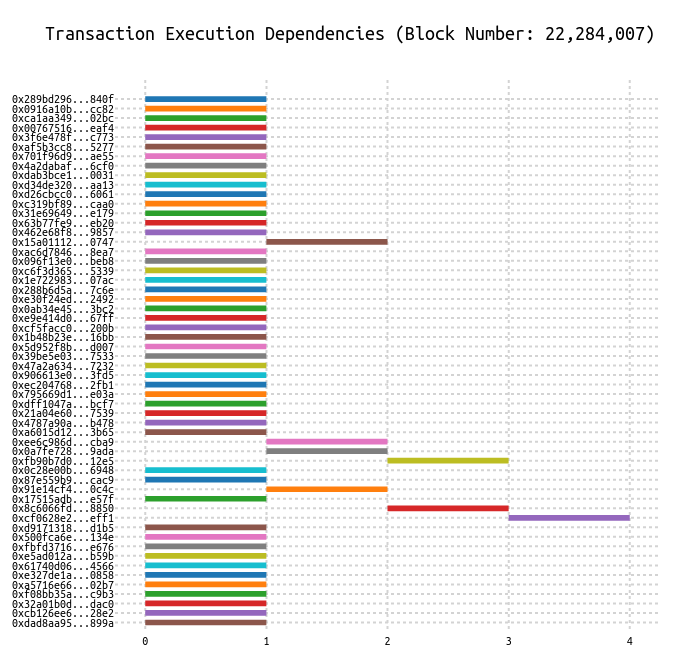 Transaction Execution Dependencies (Block Number: 22,284,007)
0x289bd296...840f
0x0916a10b...cc82
0xca1aa349...02bc
0x00767516...eaf4
0x3f6e478f...c773
0xaf5b3cc8...5277
0x701f96d9...ae55
0x4a2dabaf...6cf0
0xdab3bce1...0031
0xd34de320...aa13
0xd26cbcc0...6061
0xc319bf89...caa0
0x31e69649...e179
0x63b77fe9...eb20
0x462e68f8...9857
0x15a01112...0747
0xac6d7846...8ea7
0x096f13e0...beb8
0xc6f3d365...5339
0x1e722983...07ac
0x288b6d5a...7c6e
0xe30f24ed...2492
0x0ab34e45...3bc2
0xe9e414d0...67ff
0xcf5facc0...200b
0x1b48b23e...16bb
0x5d952f8b...d007
0x39be5e03...7533
0x47a2a634...7232
0x906613e0...3fd5
0xec204768...2fb1
0x795669d1...e03a
0xdff1047a...bcf7
0x21a04e60...7539
0x4787a90a...b478
0xa6015d12...3b65
0xee6c986d...cba9
0x0a7fe728...9ada
0xfb90b7d0...12e5
0x0c28e00b...6948
0x87e559b9...cac9
0x91e14cf4...0c4c
0x17515adb...e57f
0x8c6066fd...8850
0xcf0628e2...eff1
0xd9171318...d1b5
0x500fca6e...134e
0xfbfd3716...e676
0xe5ad012a...b59b
0x61740d06...4566
0xe327de1a...0858
0xa5716e66...02b7
0xf08bb35a...c9b3
0x32a01b0d...dac0
0xcb126ee6...28e2
0xdad8aa95...899a
0 1 2 3 4